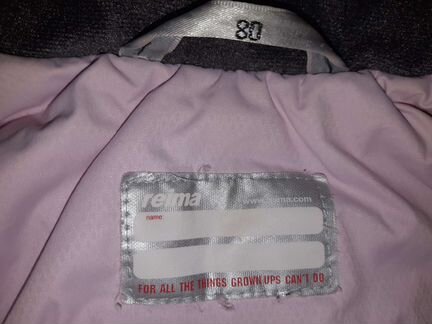 80
reima
www.reima.com
name:
FOR ALL THE THINGS GROWN UPS CAN'T DO